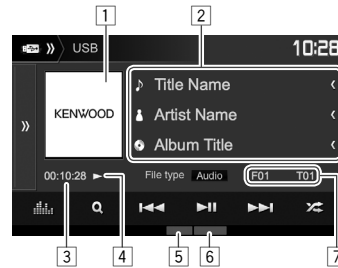 1 2
USB 10:28
KENWOOD
Title Name
Artist Name
Album Title
00:10:28 File type Audio F01 T01
3 4 5 6 7